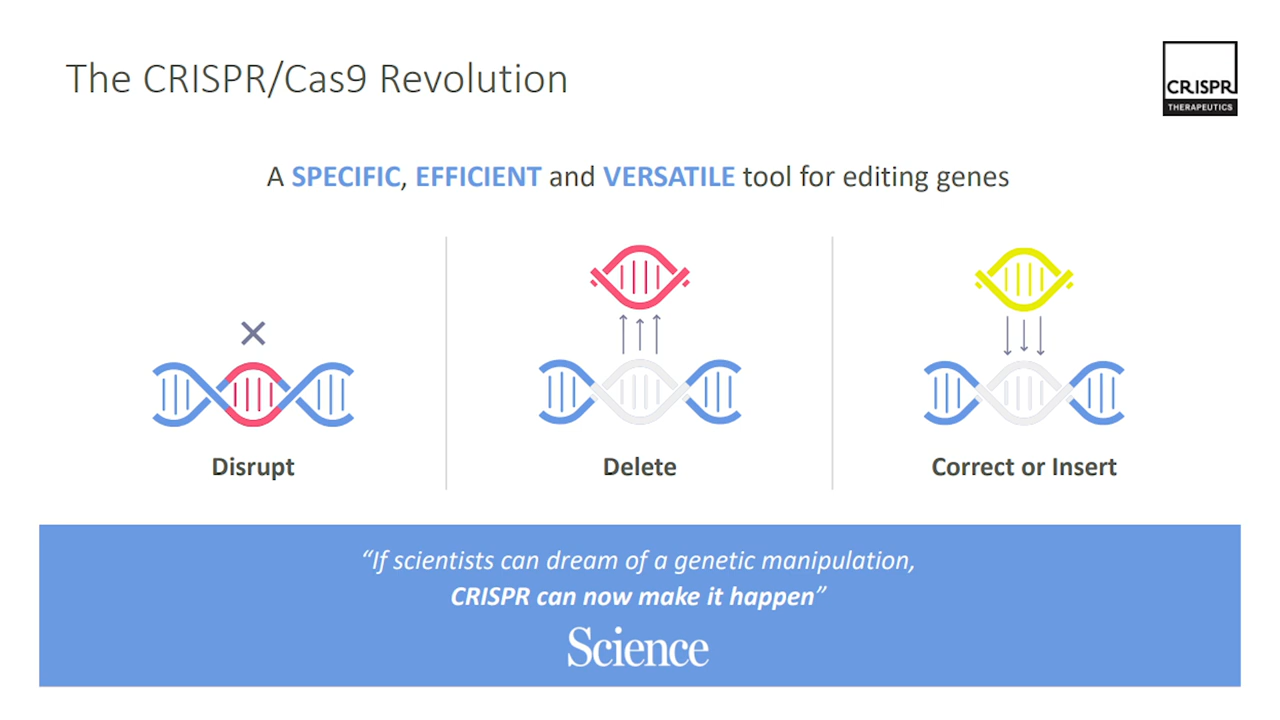 The CRISPR/Cas9 Revolution
CRISPR
THERAPEUTICS
A SPECIFIC, EFFICIENT and VERSATILE tool for editing genes
Disrupt
Delete
Correct or Insert
“If scientists can dream of a genetic manipulation,
CRISPR can now make it happen”
Science